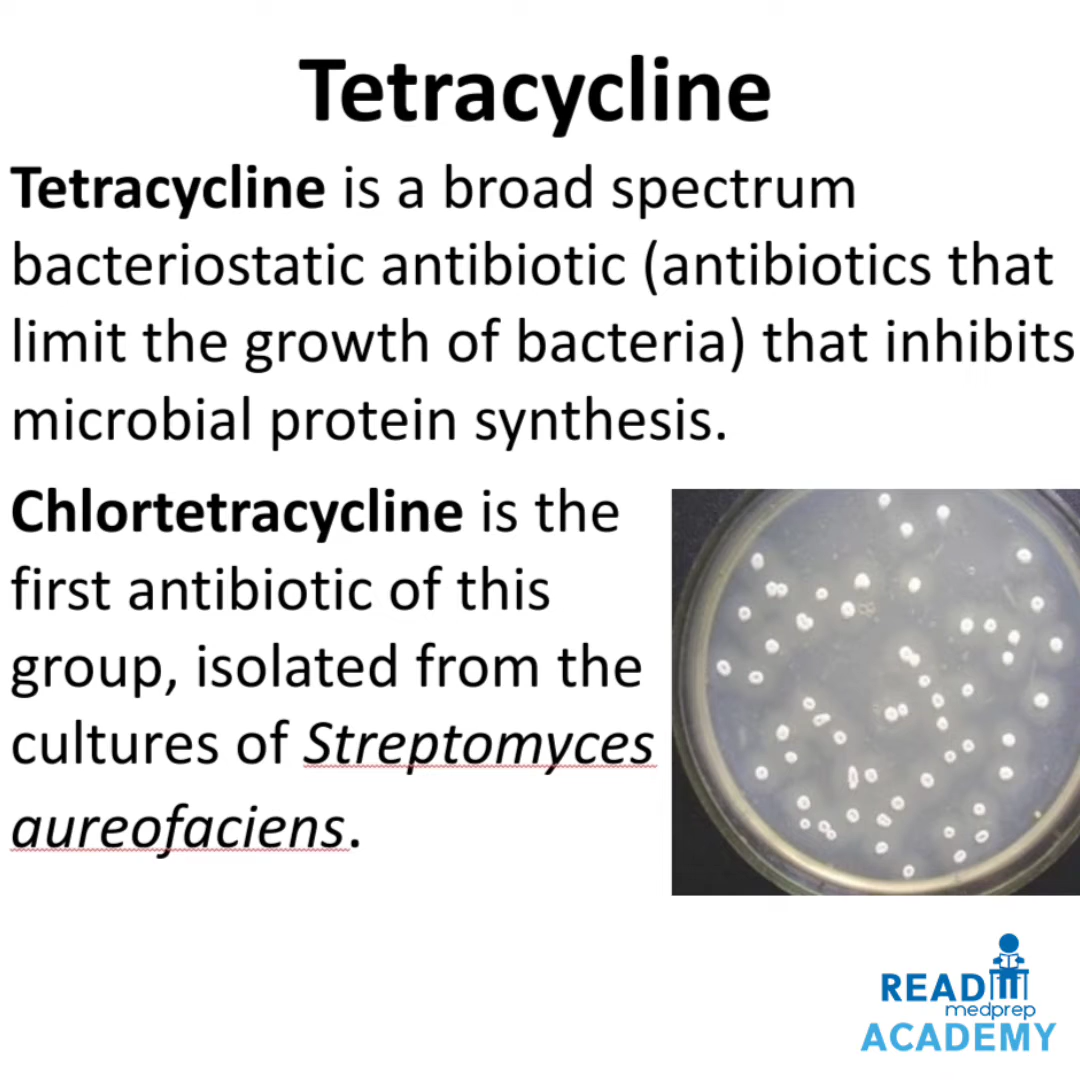 Tetracycline
Tetracycline is a broad spectrum
bacteriostatic antibiotic (antibiotics that
limit the growth of bacteria) that inhibits
microbial protein synthesis.
Chlortetracycline is the
first antibiotic of this
group, isolated from the
cultures of Streptomyces
aureofaciens.
READ
medprep
ACADEMY